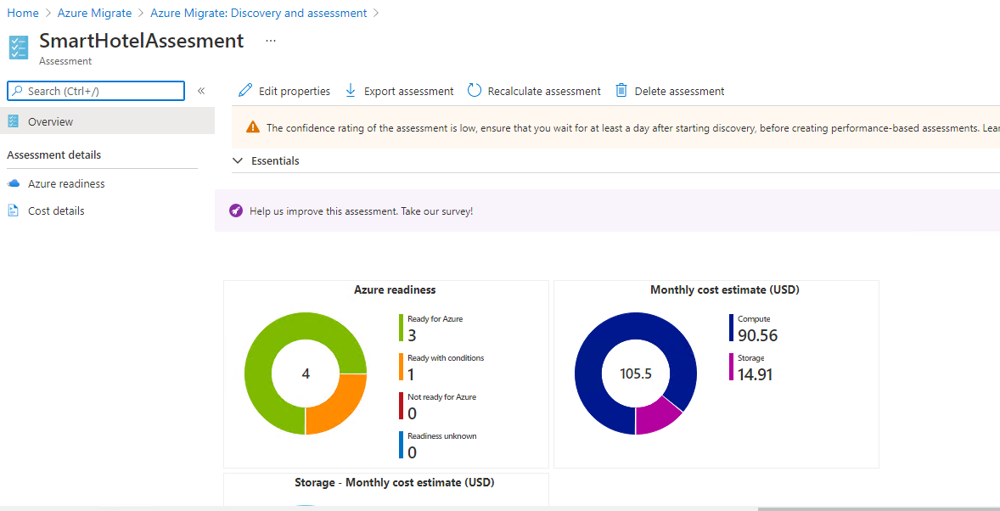 Home > Azure Migrate > Azure Migrate: Discovery and assessment >
SmartHotelAssesment ...
Assessment
Search (Ctrl+/) «
Edit properties Export assessment Recalculate assessment Delete assessment
Overview
Assessment details
Azure readiness
Cost details
The confidence rating of the assessment is low, ensure that you wait for at least a day after starting discovery, before creating performance-based assessments. Lear
Essentials
Help us improve this assessment. Take our survey!
Azure readiness
4
Ready for Azure
3
Ready with conditions
1
Not ready for Azure
0
Readiness unknown
0
Monthly cost estimate (USD)
105.5
Compute
90.56
Storage
14.91
Storage - Monthly cost estimate (USD)